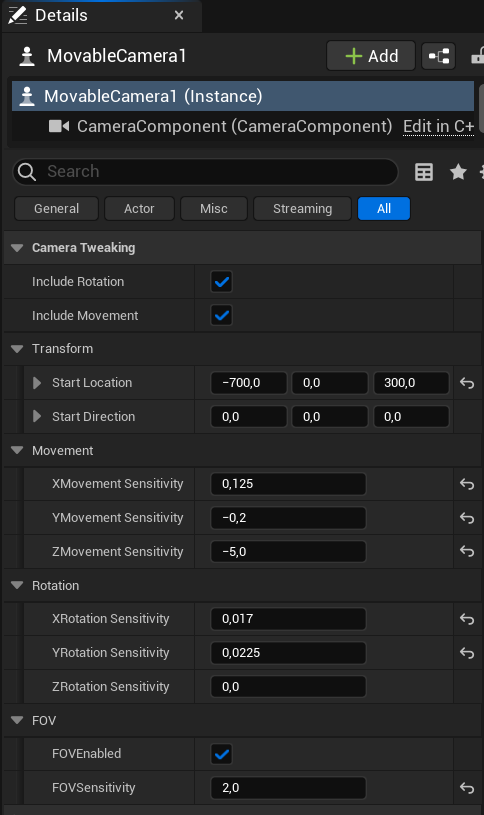 Details
MovableCamera1
Add
MovableCamera1 (Instance)
CameraComponent (CameraComponent) Edit in C+
Search
General Actor Misc Streaming All
Camera Tweaking
Include Rotation
Include Movement
Transform
Start Location −700,0 0,0 300,0
Start Direction 0,0 0,0 0,0
Movement
XMovement Sensitivity 0,125
YMovement Sensitivity −0,2
ZMovement Sensitivity −5,0
Rotation
XRotation Sensitivity 0,017
YRotation Sensitivity 0,0225
ZRotation Sensitivity 0,0
FOV
FOVEnabled
FOVSensitivity 2,0